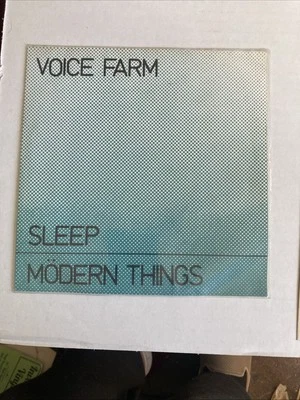 VOICE FARM
SLEEP
MÖDERN THINGS